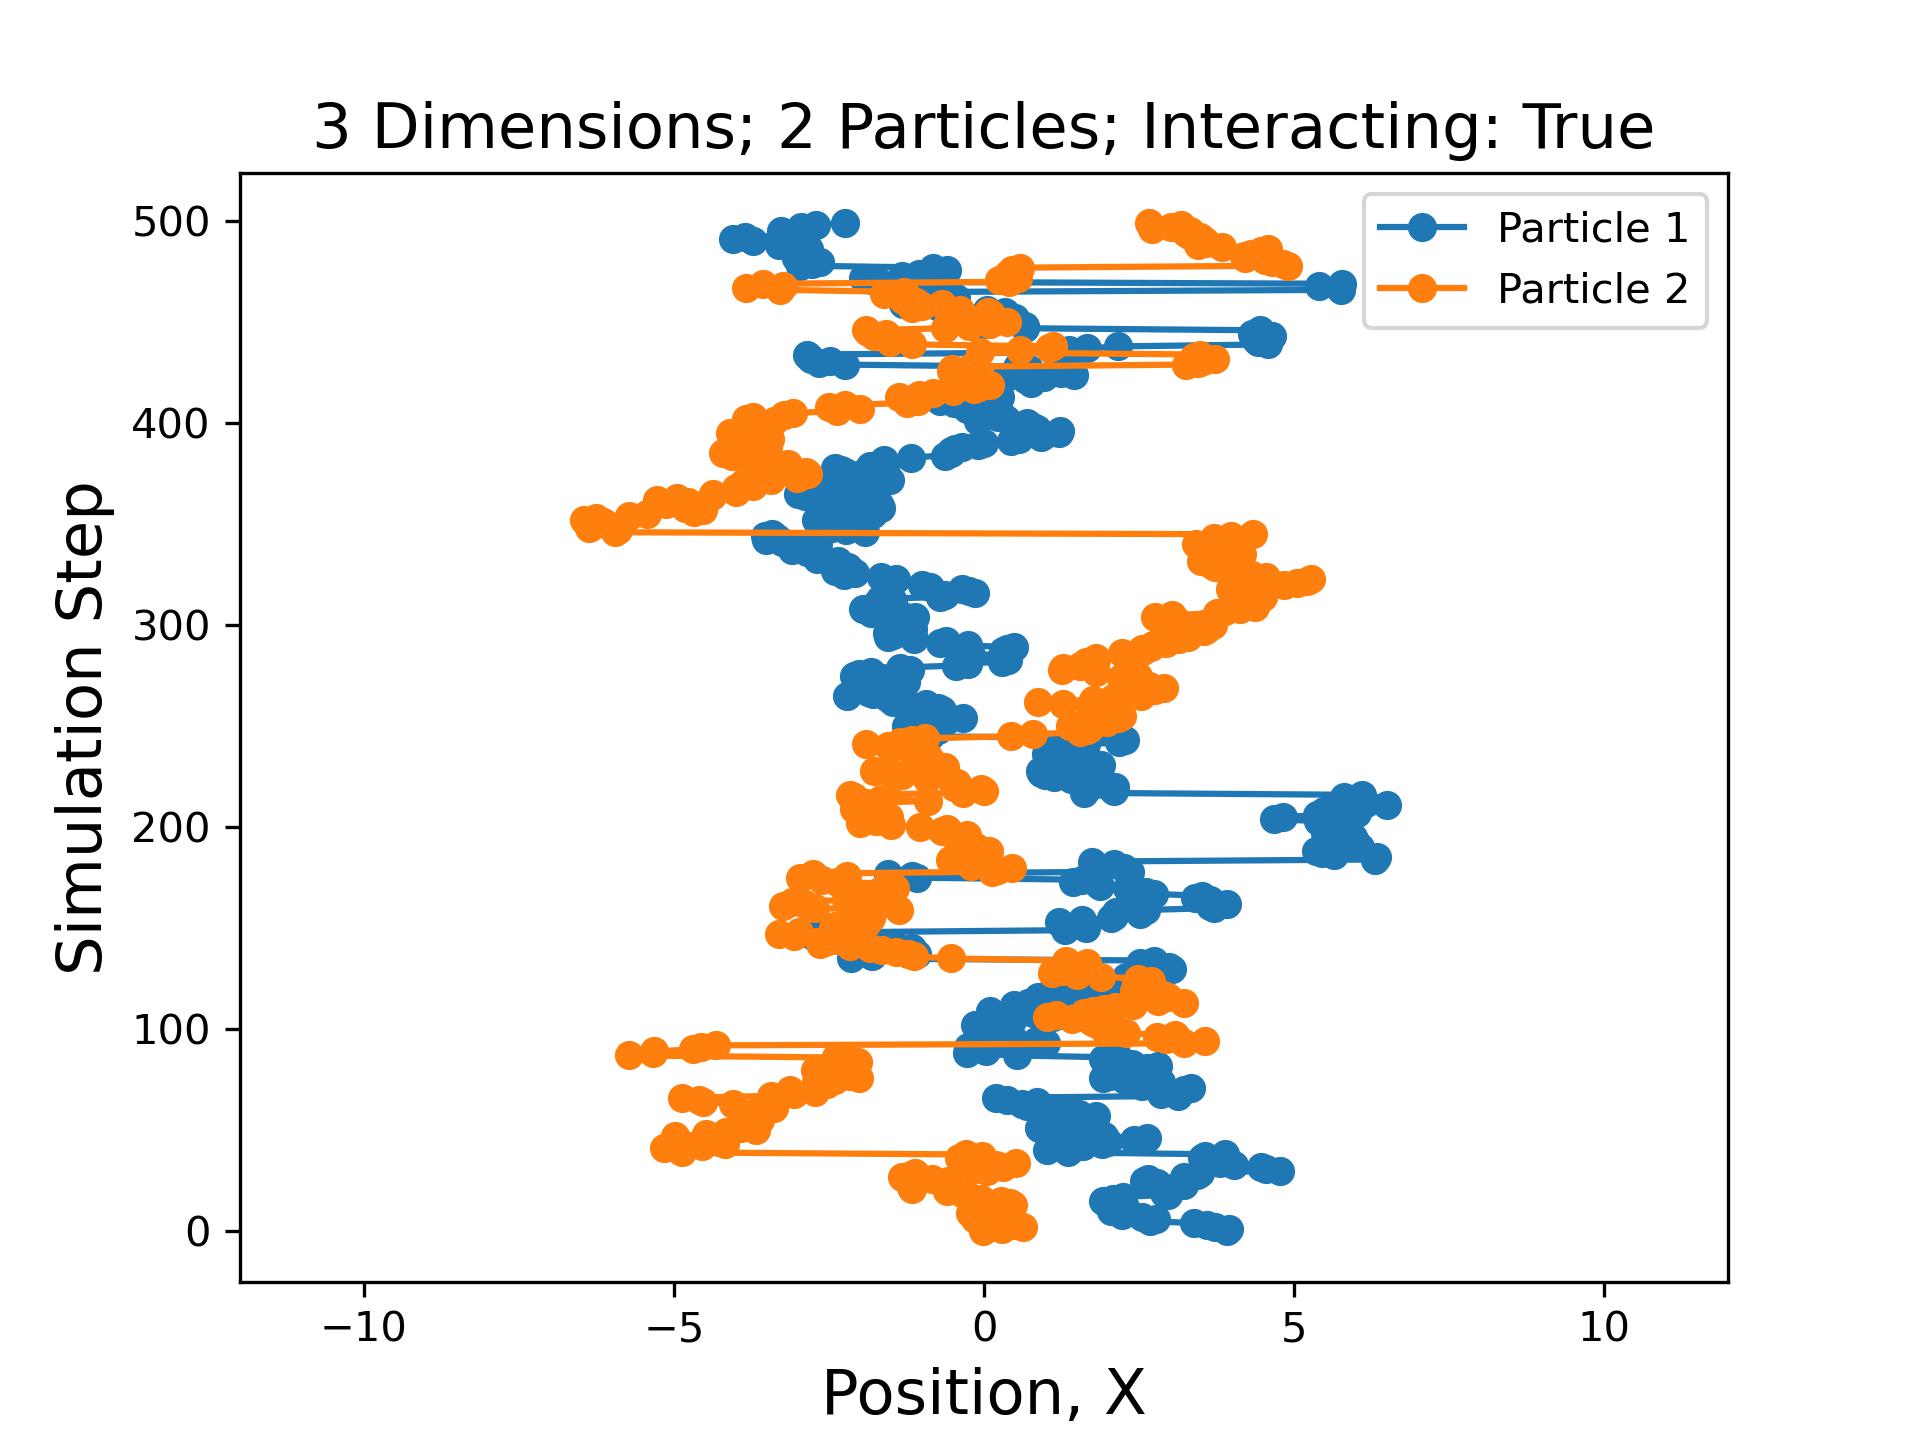 3 Dimensions; 2 Particles; Interacting: True
Particle 1
Particle 2
500
400
300
200
100
0
Simulation Step
−10
−5
0
5
10
Position, X